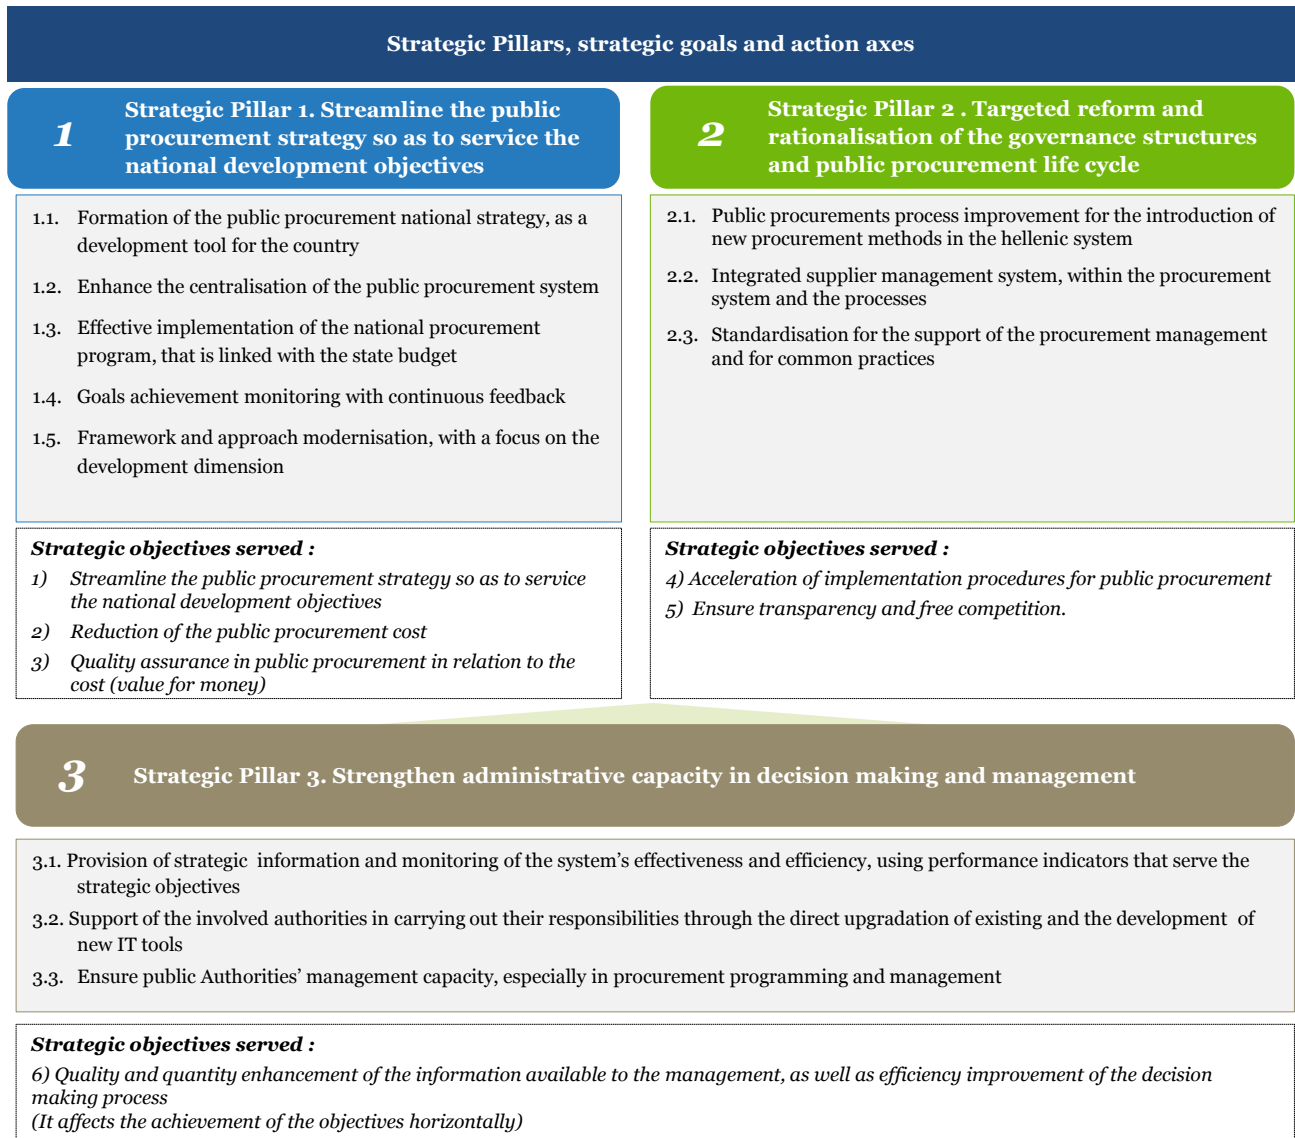 Strategic Pillars, strategic goals and action axes
1
Strategic Pillar 1. Streamline the public
procurement strategy so as to service the
national development objectives
1.1. Formation of the public procurement national strategy, as a
development tool for the country
1.2. Enhance the centralisation of the public procurement system
1.3. Effective implementation of the national procurement
program, that is linked with the state budget
1.4. Goals achievement monitoring with continuous feedback
1.5. Framework and approach modernisation, with a focus on the
development dimension
Strategic objectives served :
1) Streamline the public procurement strategy so as to service
the national development objectives
2) Reduction of the public procurement cost
3) Quality assurance in public procurement in relation to the
cost (value for money)
2
Strategic Pillar 2 . Targeted reform and
rationalisation of the governance structures
and public procurement life cycle
2.1. Public procurements process improvement for the introduction of
new procurement methods in the hellenic system
2.2. Integrated supplier management system, within the procurement
system and the processes
2.3. Standardisation for the support of the procurement management
and for common practices
Strategic objectives served :
4) Acceleration of implementation procedures for public procurement
5) Ensure transparency and free competition.
3
Strategic Pillar 3. Strengthen administrative capacity in decision making and management
3.1. Provision of strategic information and monitoring of the system's effectiveness and efficiency, using performance indicators that serve the
strategic objectives
3.2. Support of the involved authorities in carrying out their responsibilities through the direct upgradation of existing and the development of
new IT tools
3.3. Ensure public Authorities' management capacity, especially in procurement programming and management
Strategic objectives served :
6) Quality and quantity enhancement of the information available to the management, as well as efficiency improvement of the decision
making process
(It affects the achievement of the objectives horizontally)